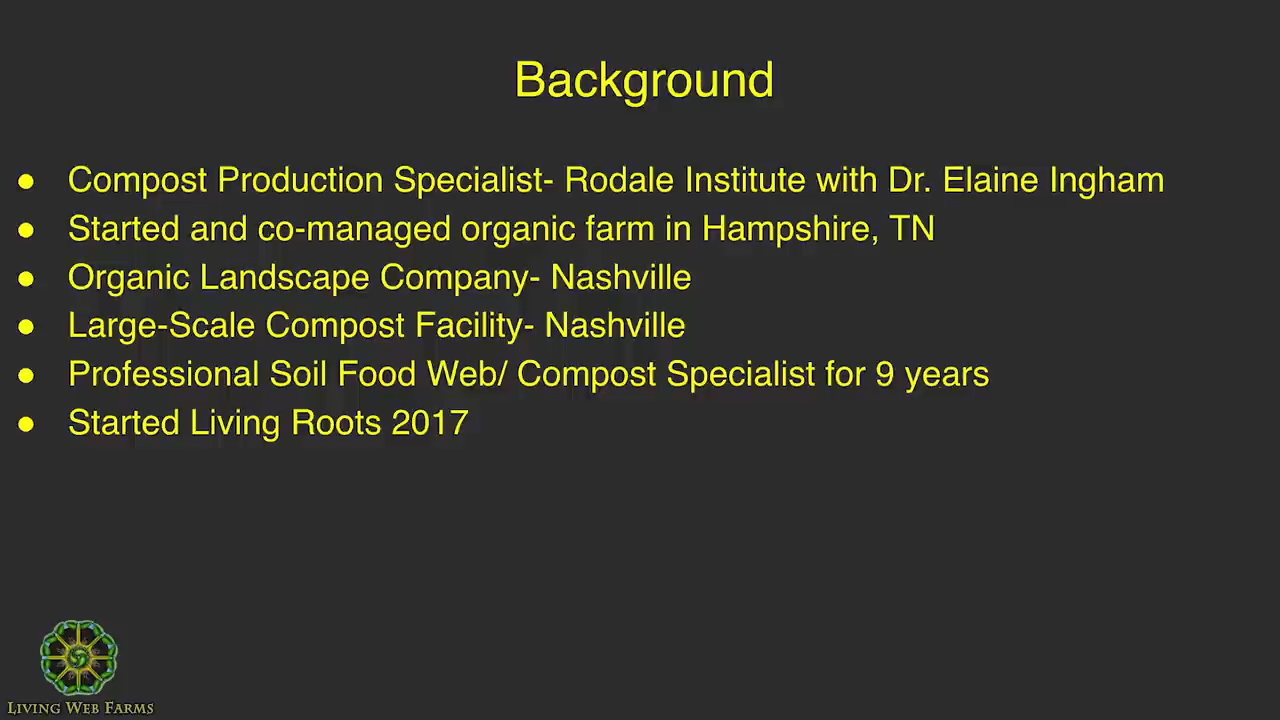 Background
● Compost Production Specialist- Rodale Institute with Dr. Elaine Ingham
● Started and co-managed organic farm in Hampshire, TN
● Organic Landscape Company- Nashville
● Large-Scale Compost Facility- Nashville
● Professional Soil Food Web/ Compost Specialist for 9 years
● Started Living Roots 2017
LIVING WEB FARMS